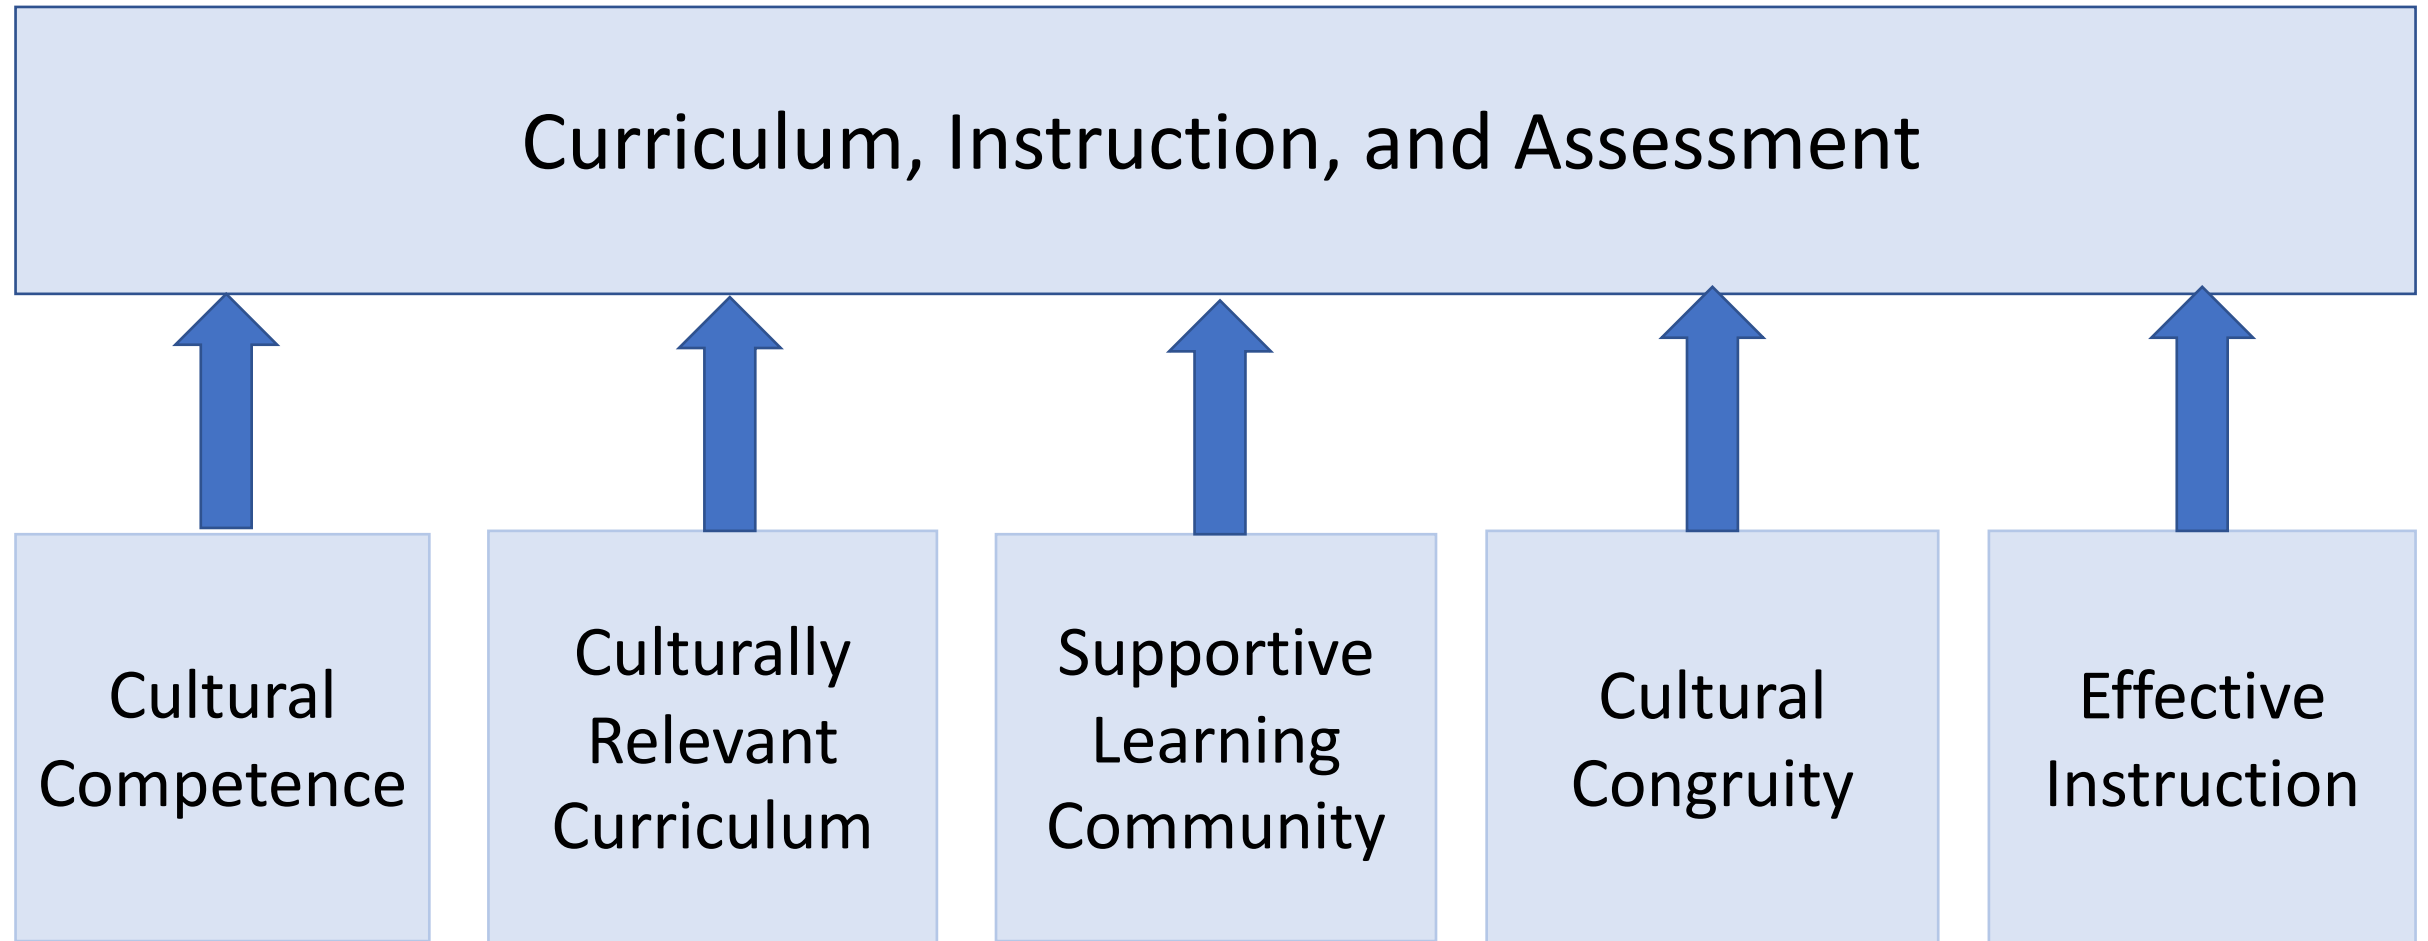 Curriculum, Instruction, and Assessment
Cultural
Competence
Culturally
Relevant
Curriculum
Supportive
Learning
Community
Cultural
Congruity
Effective
Instruction